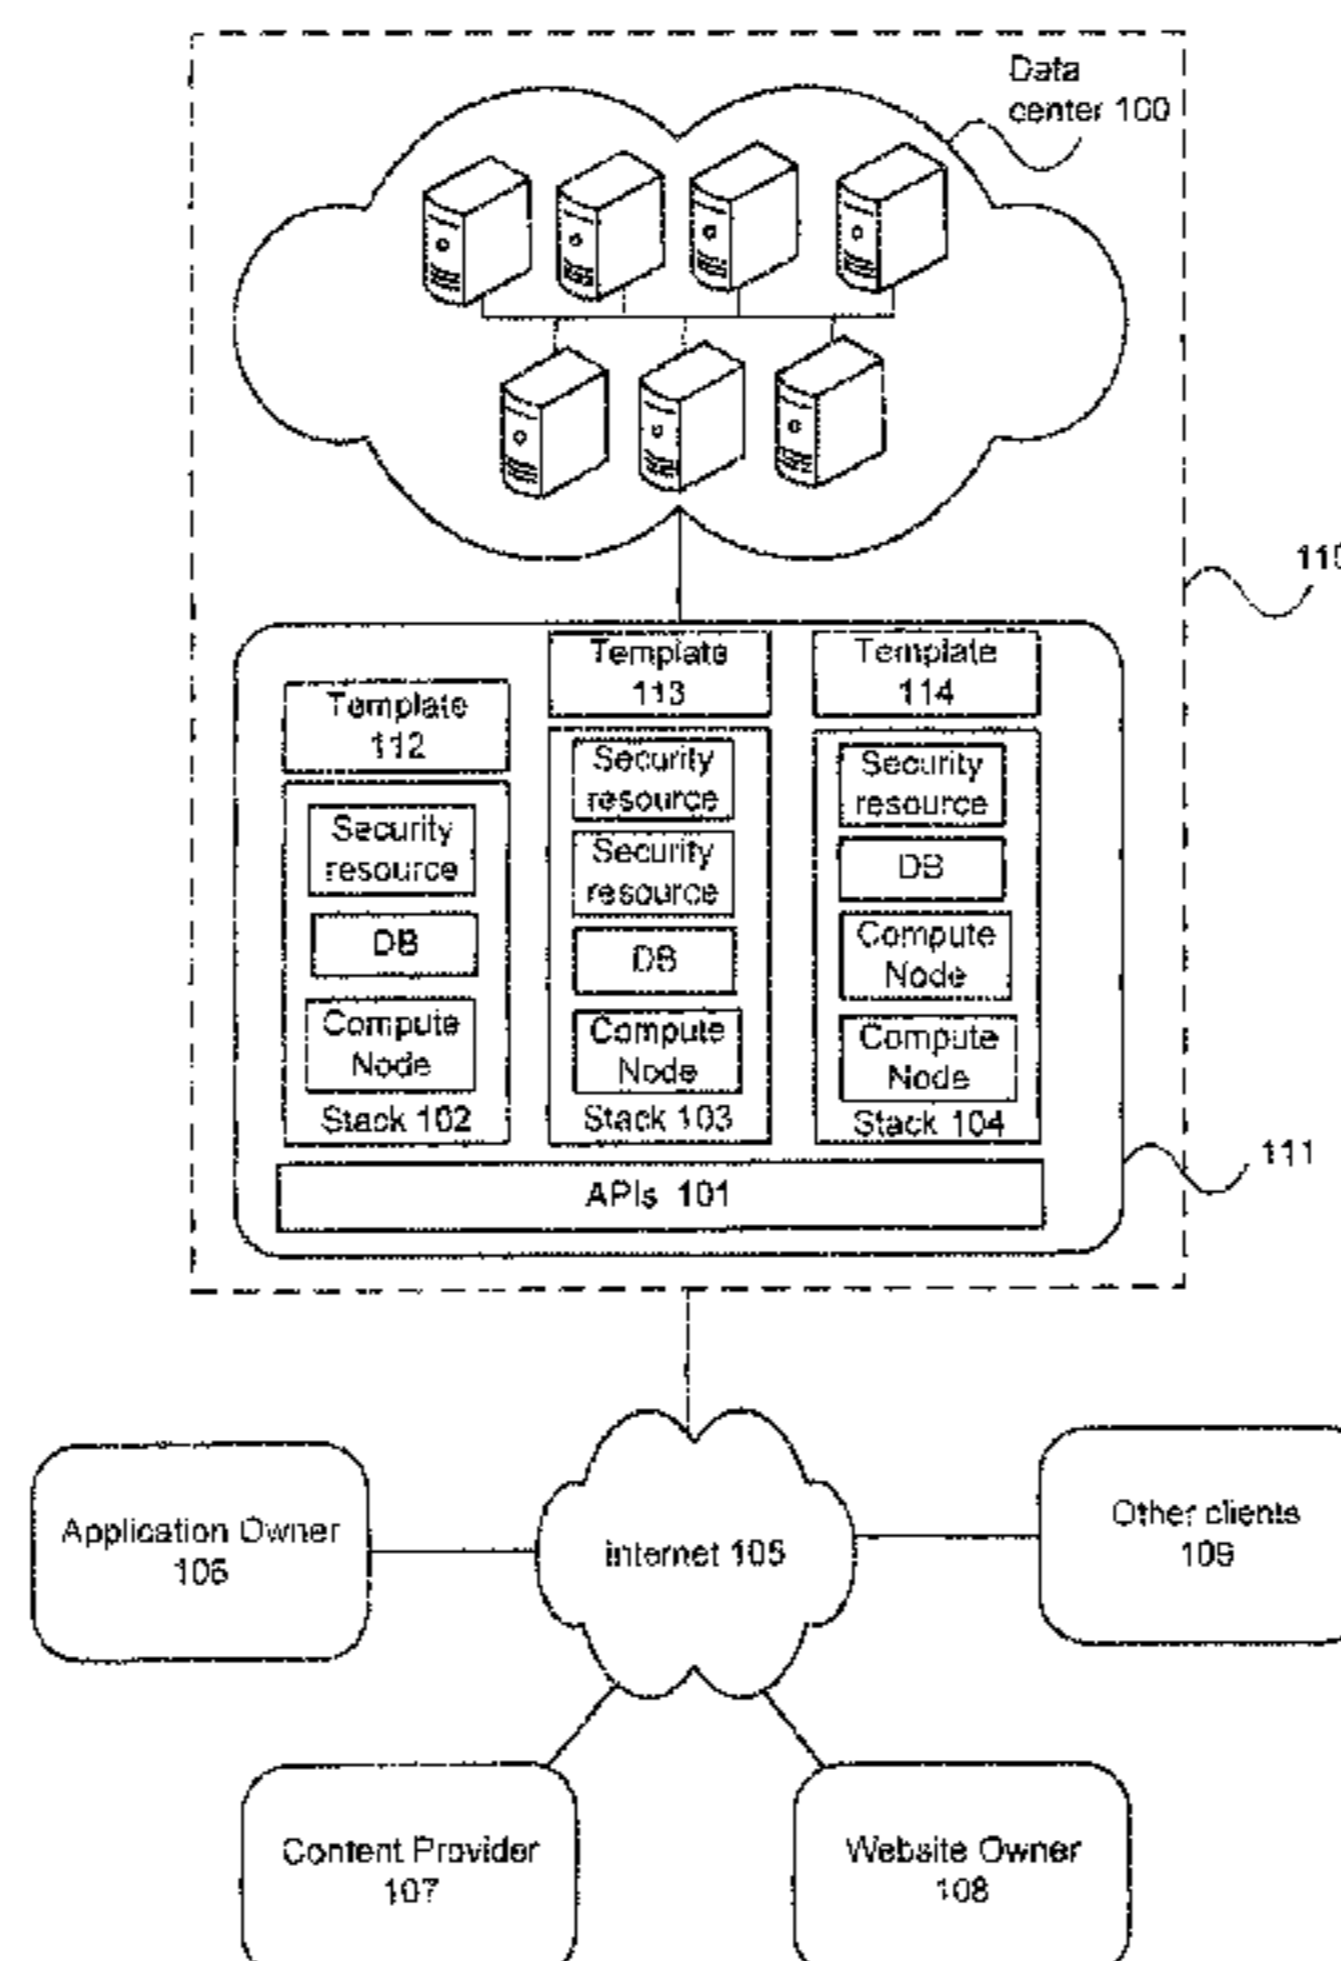 Data
center 100
Template
112
Security
resource
DB
Compute
Node
Stack 102
Template
113
Security
resource
Security
resource
DB
Compute
Node
Stack 103
Template
114
Security
resource
DB
Compute
Node
Compute
Node
Stack 104
APIs 101
111
Application Owner
106
internet 105
Other clients
109
Content Provider
107
Website Owner
108